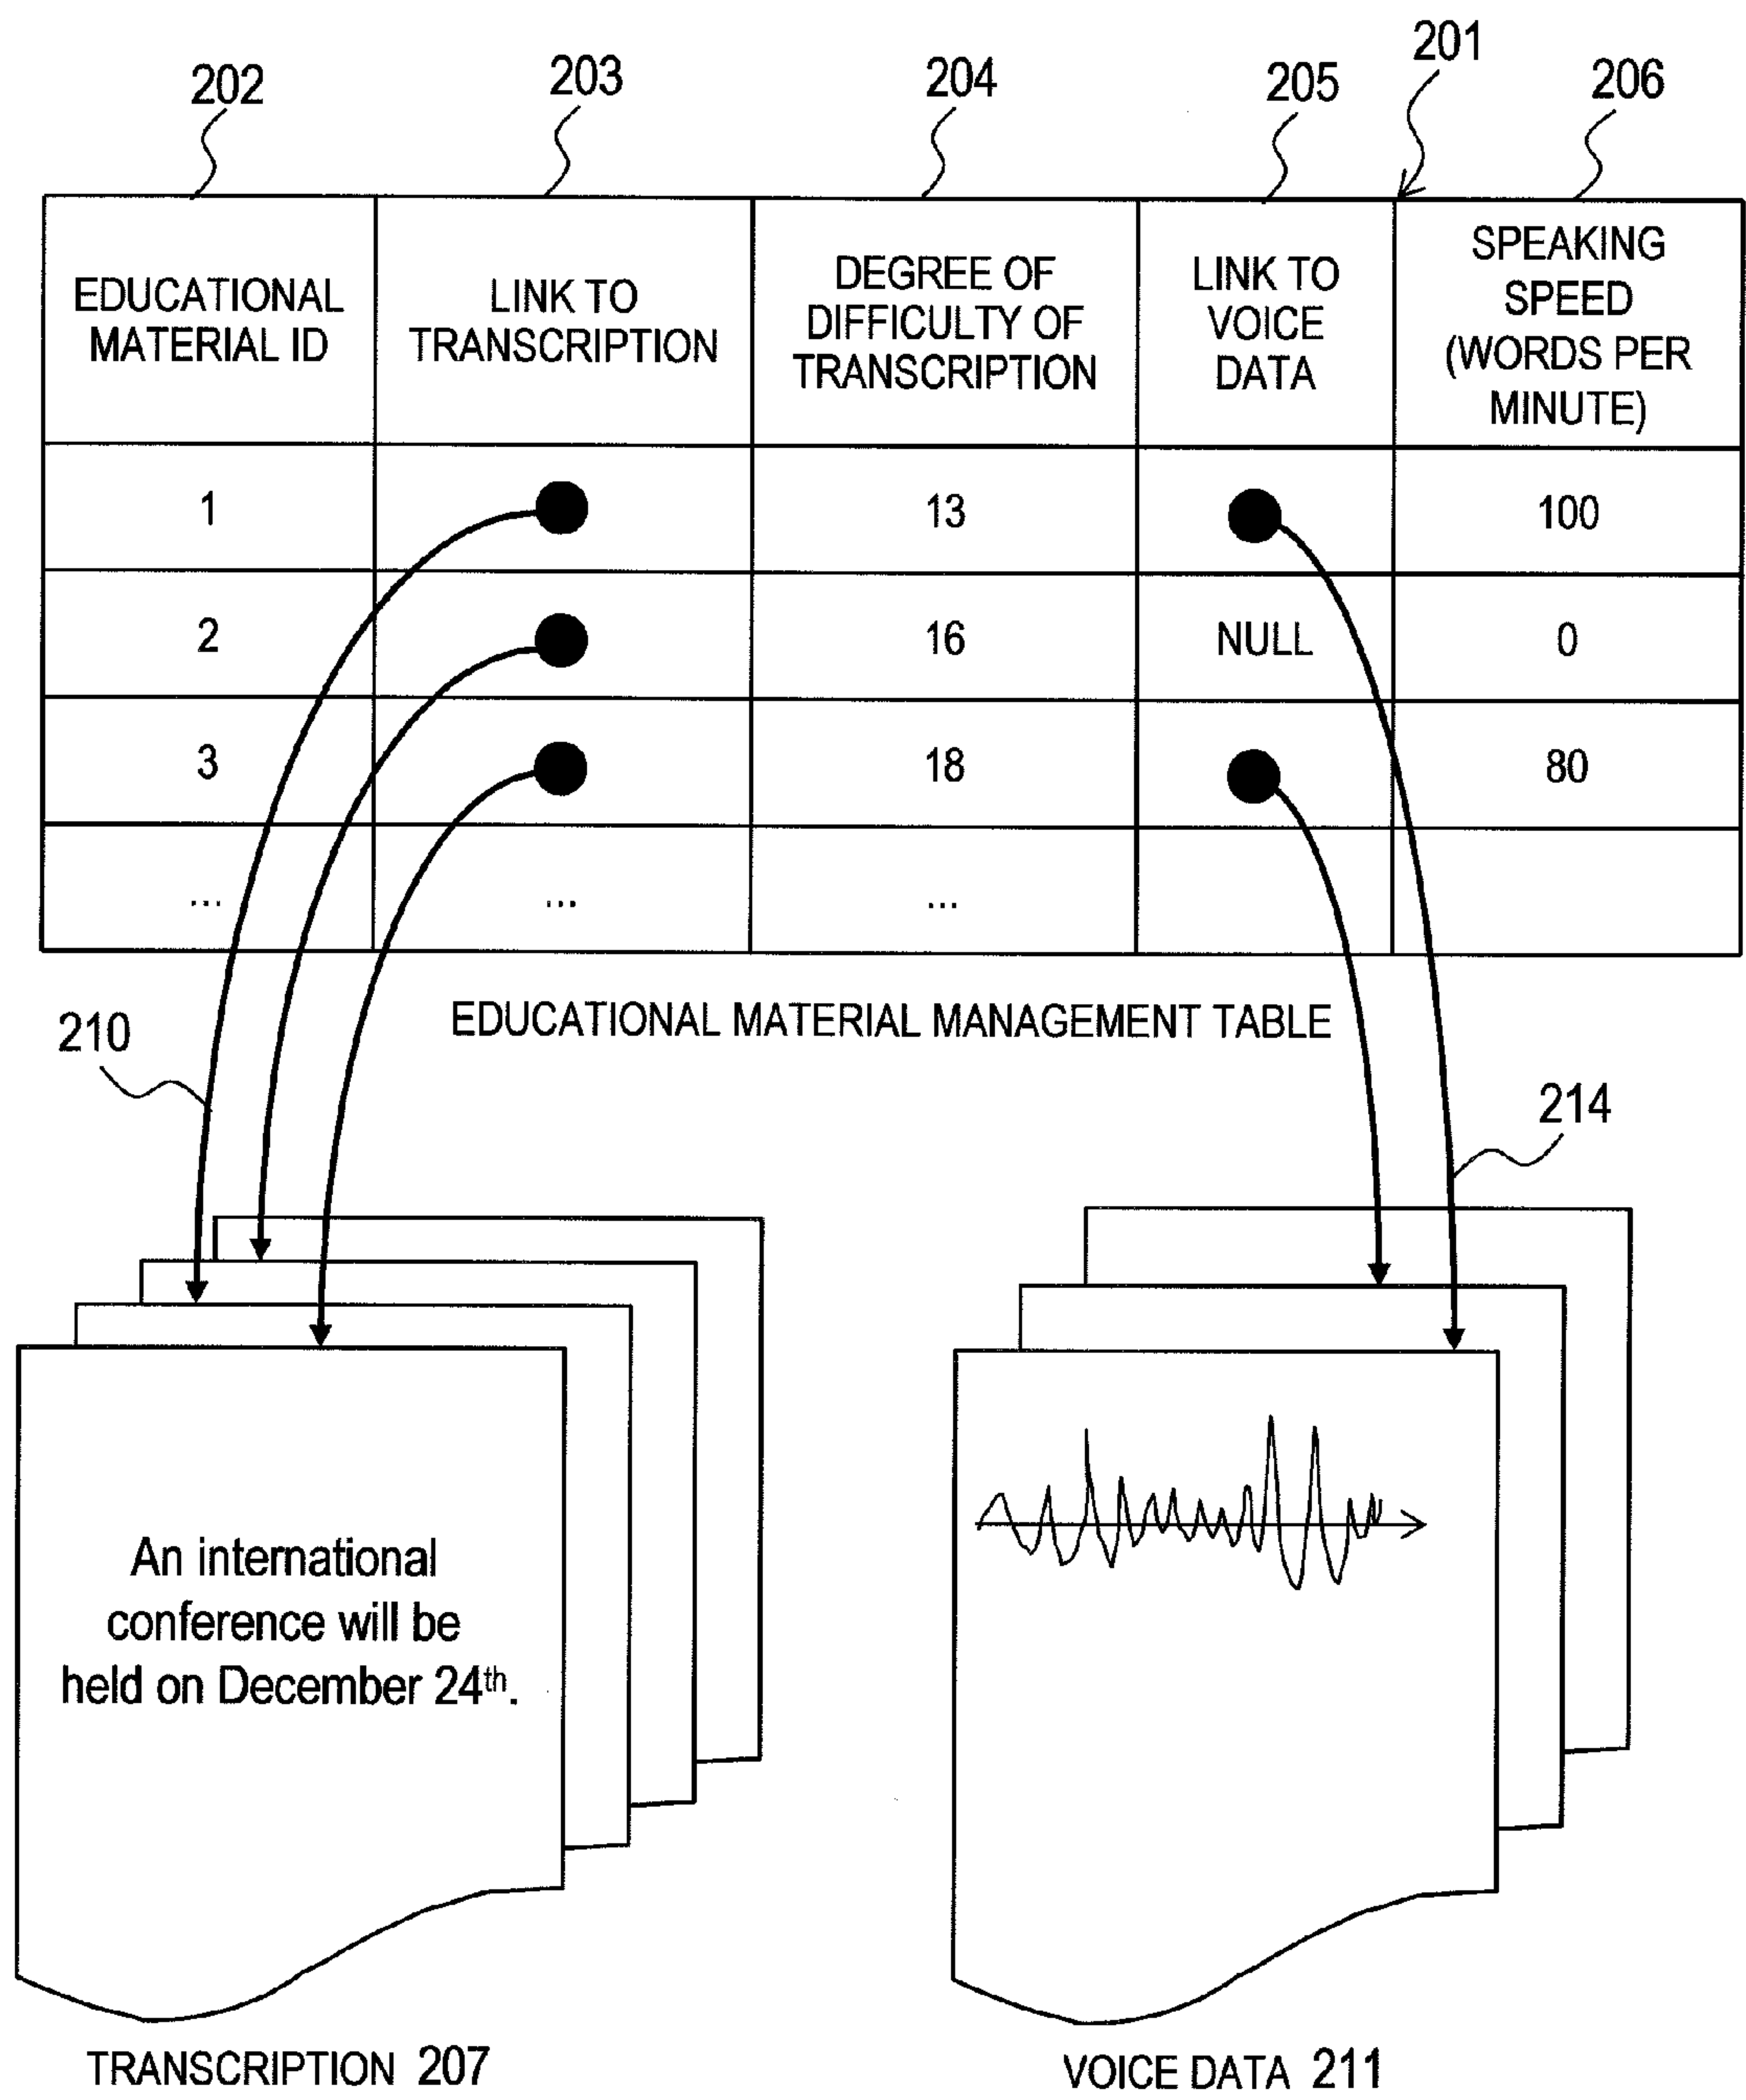 201
202 203 204 205 206
EDUCATIONAL
MATERIAL ID
LINK TO
TRANSCRIPTION
DEGREE OF
DIFFICULTY OF
TRANSCRIPTION
LINK TO
VOICE
DATA
SPEAKING
SPEED
(WORDS PER
MINUTE)
1 13 100
2 16 NULL 0
3 18 80
... ... ...
EDUCATIONAL MATERIAL MANAGEMENT TABLE
210
214
An international
conference will be
held on December 24th.
TRANSCRIPTION 207
VOICE DATA 211